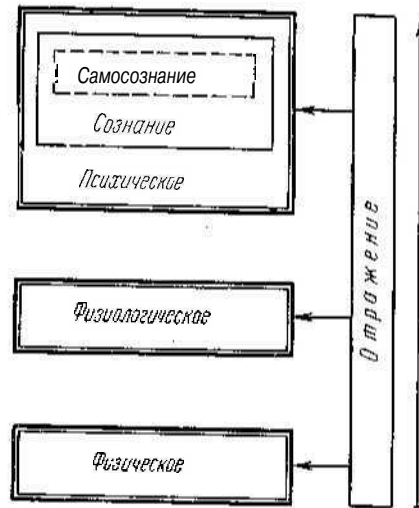 Самосознание
Сознание
Психическое
Физиологическое
Физическое
Отражение